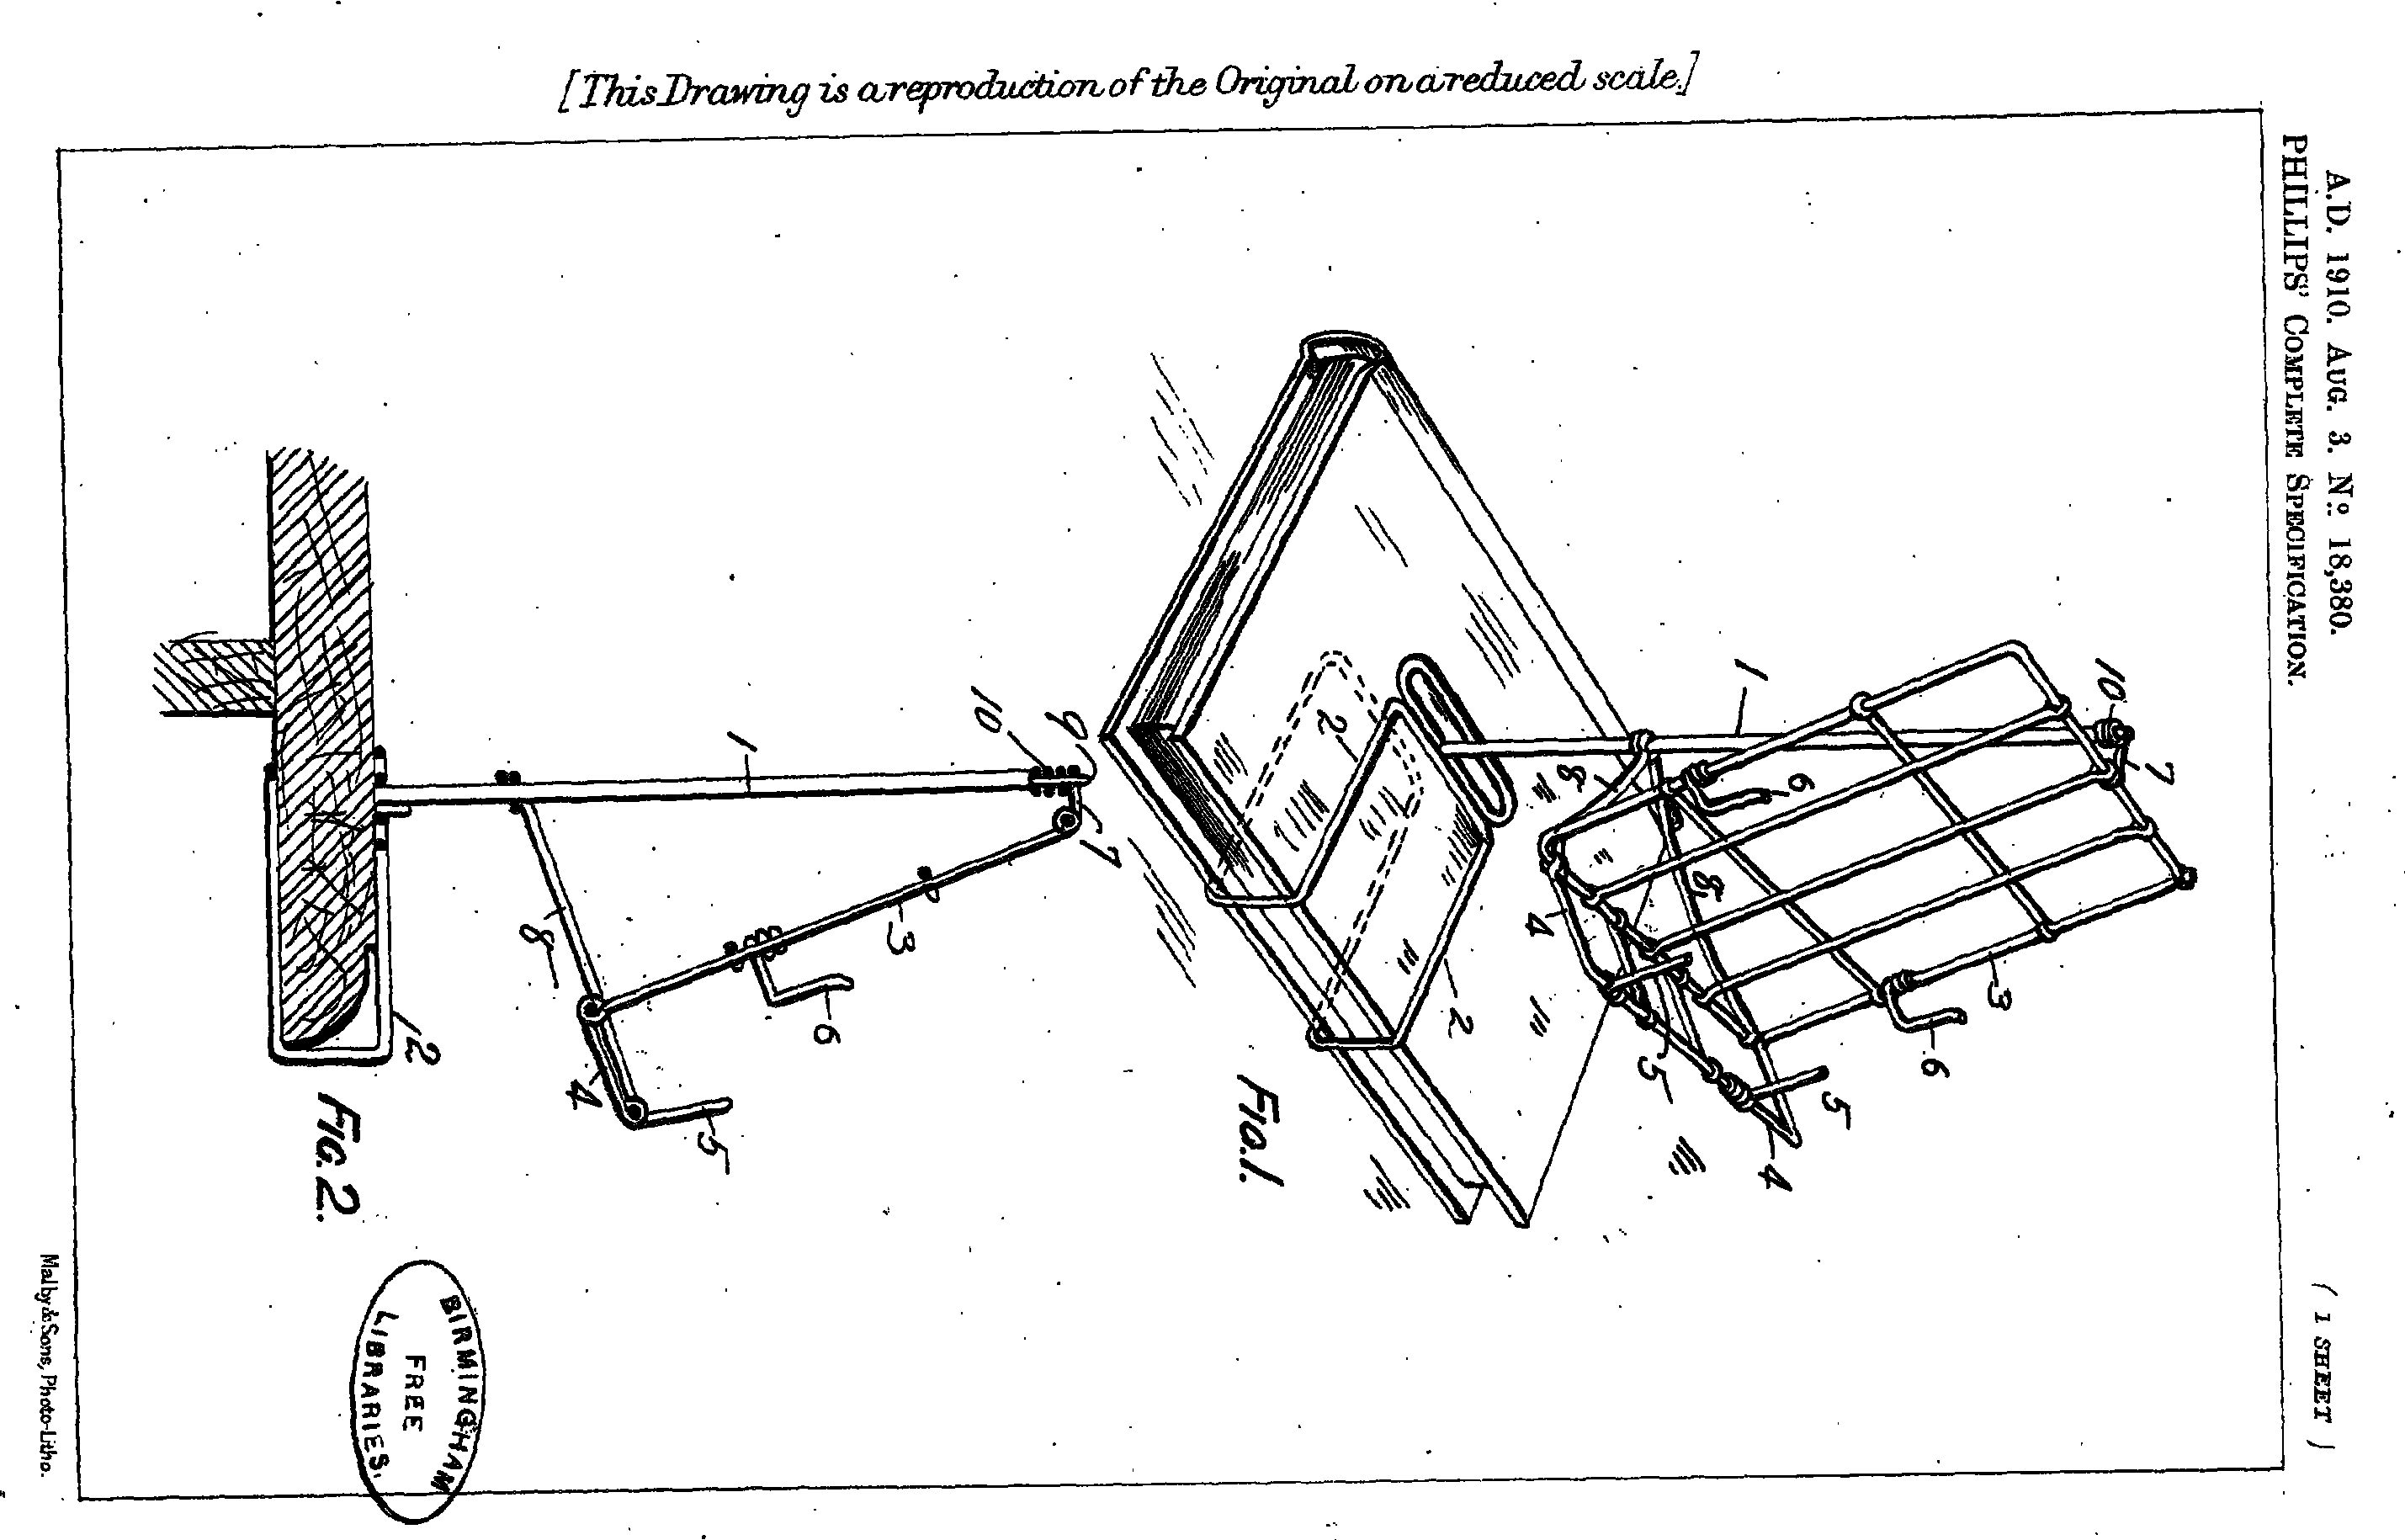 [This Drawing is a reproduction of the Original on a reduced scale.]
A.D. 1910. AUG. 3. No. 18,380.
PHILLIPS' COMPLETE SPECIFICATION.
( 1 SHEET )
10
7
1
6
8
8
3
6
4
5
5
4
2
2
FIG.1.
9
10
7
1
3
8
6
4
5
2
FIG. 2.
BIRMINGHAM
FREE
LIBRARIES.
Malby & Sons, Photo-Litho.